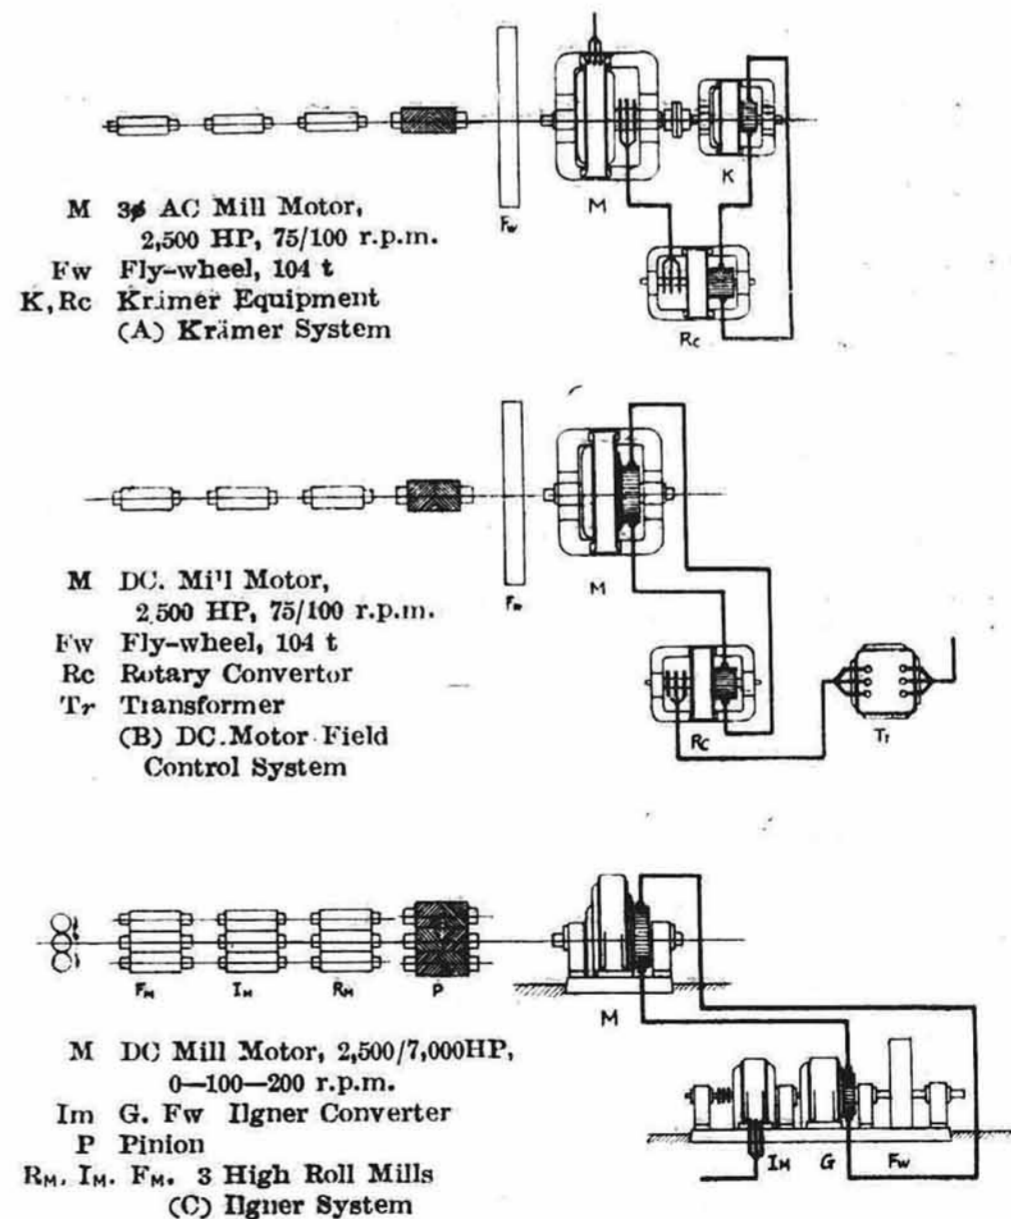 Fw
M
K
Rc
M 3ø AC Mill Motor,
2,500 HP, 75/100 r.p.m.
Fw Fly-wheel, 104 t
K, Rc Krämer Equipment
(A) Krämer System
Fw
M
Rc
Tr
M DC. Mill Motor,
2,500 HP, 75/100 r.p.m.
Fw Fly-wheel, 104 t
Rc Rotary Convertor
Tr Transformer
(B) DC.Motor Field
Control System
FM IM RM P
M
M DC Mill Motor, 2,500/7,000HP,
0—100—200 r.p.m.
Im G. Fw Ilgner Converter
P Pinion
RM, IM. FM. 3 High Roll Mills
(C) Ilgner System
IM G Fw